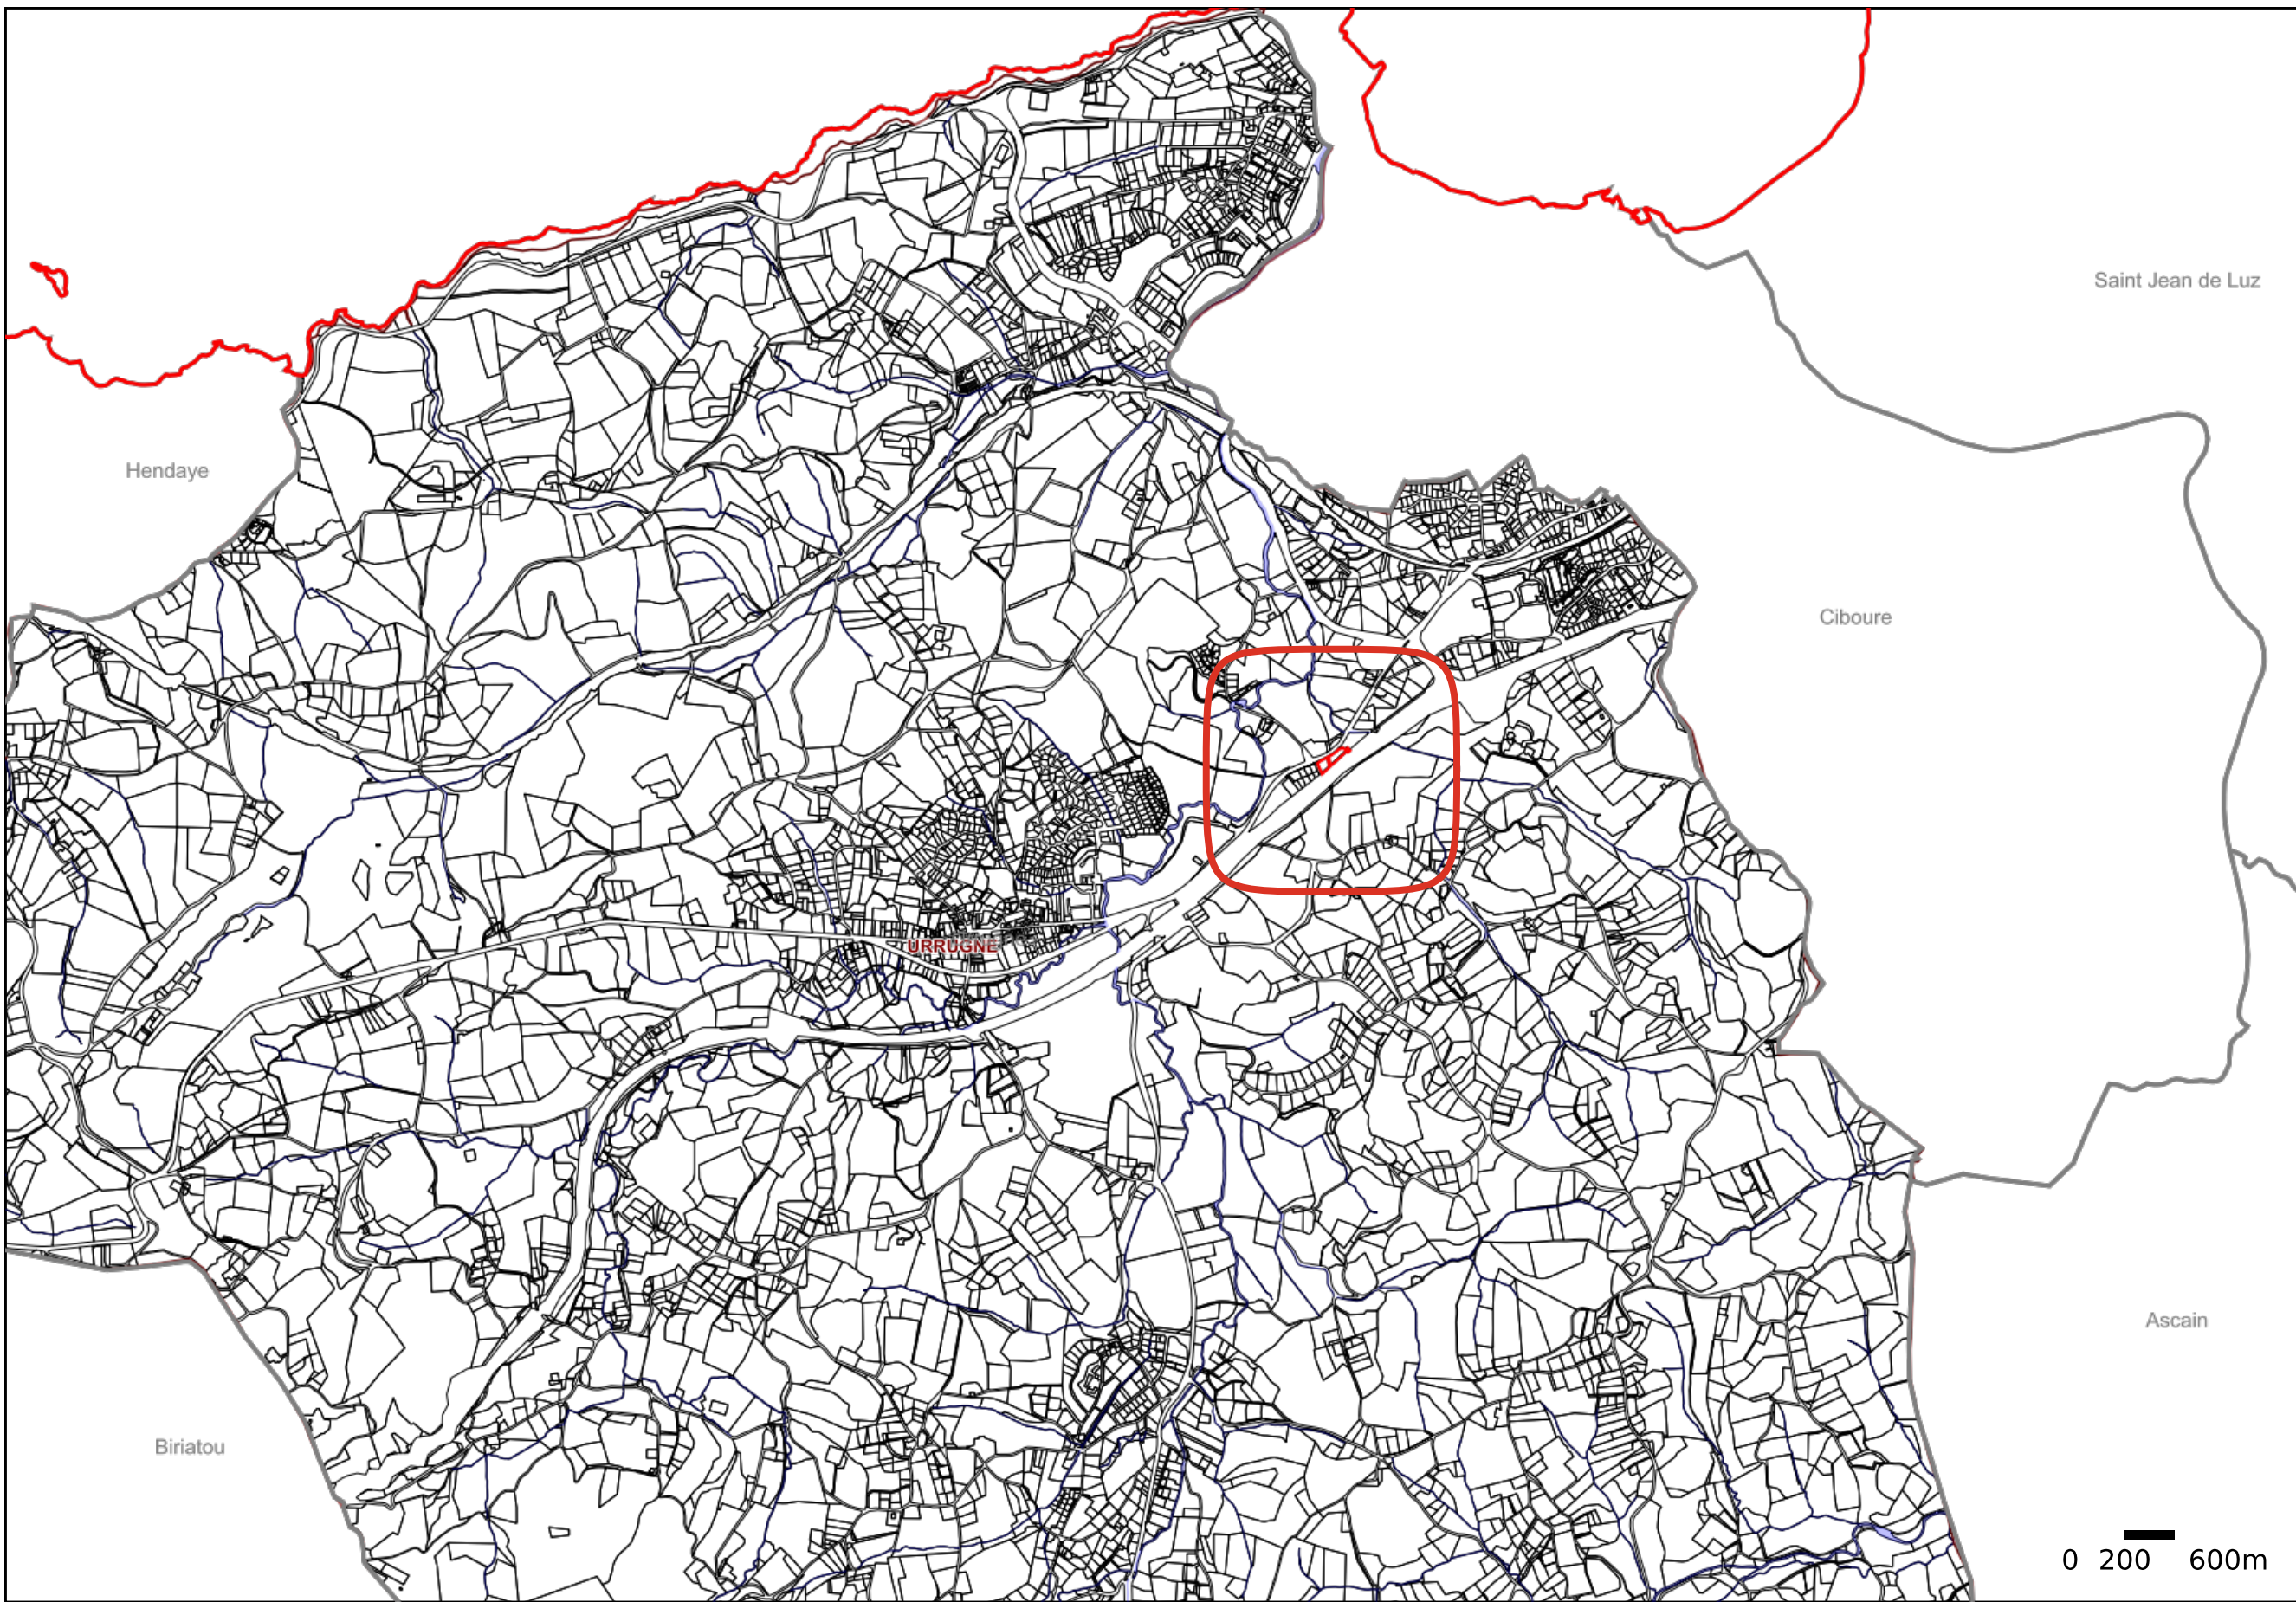 Saint Jean de Luz
Hendaye
Ciboure
URRUGNE
Ascain
Biriatou
0 200 600m